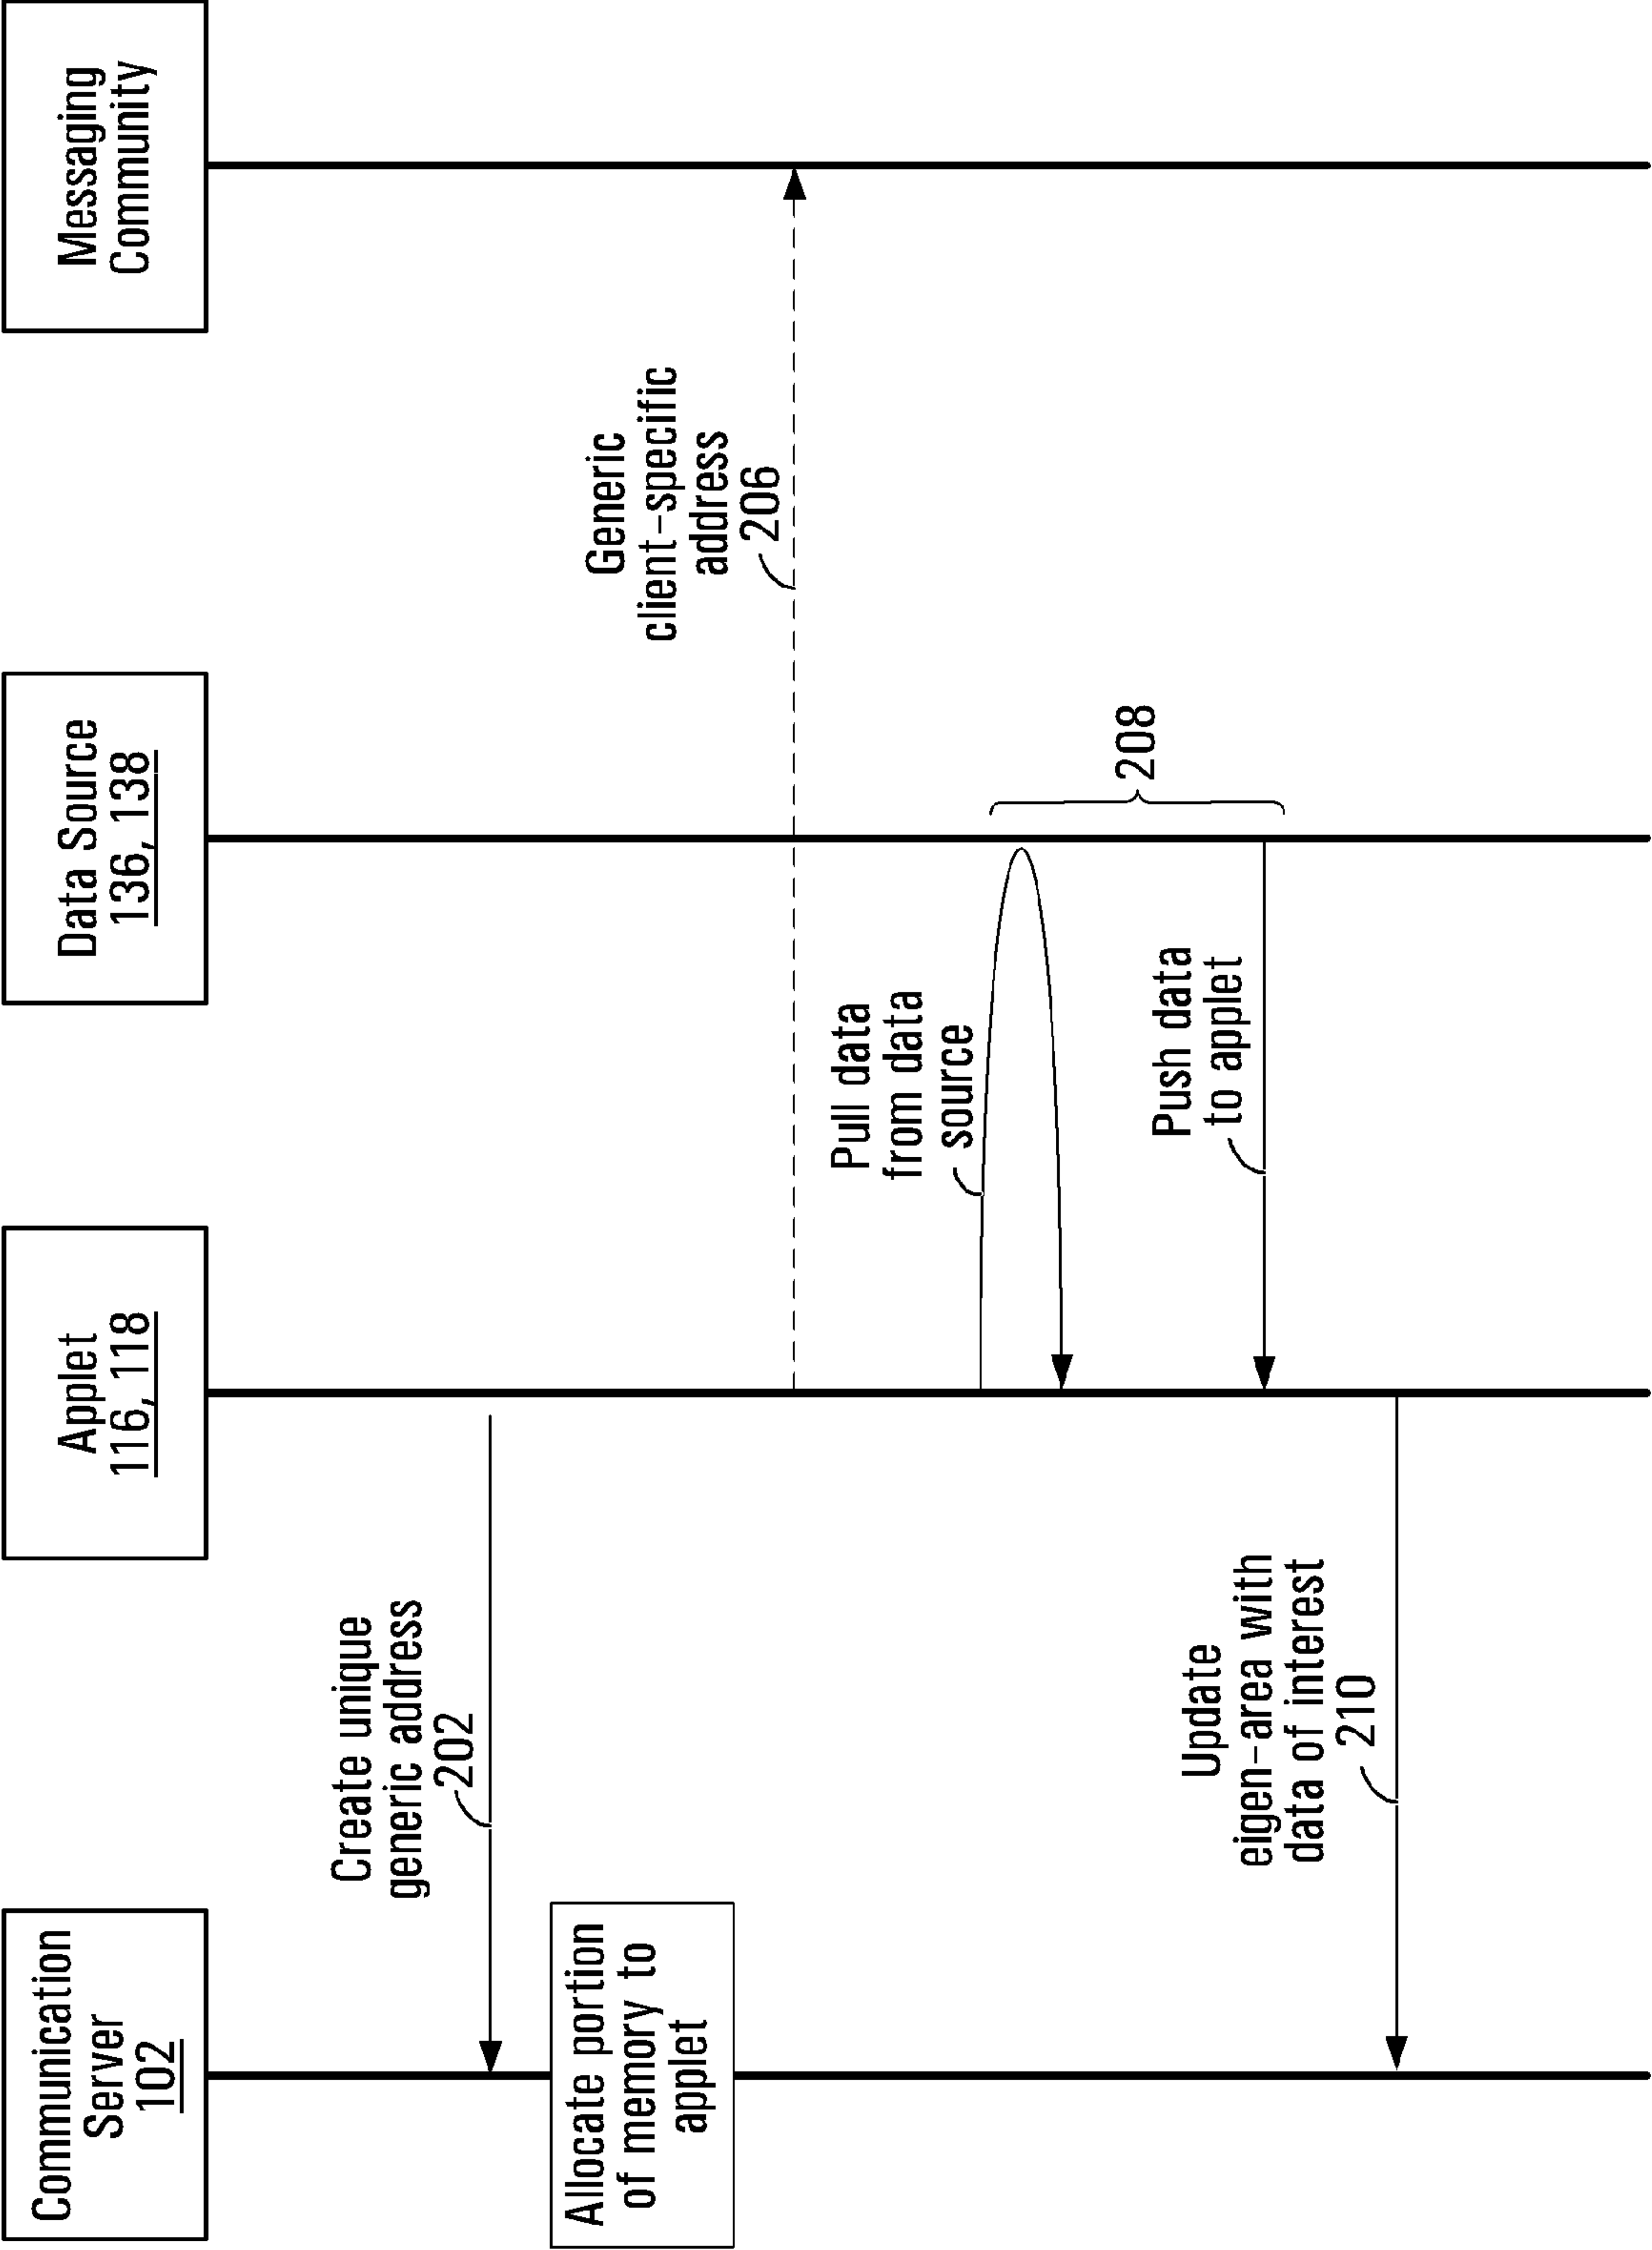 Communication
Server
102
Applet
116, 118
Data Source
136, 138
Messaging
Community
Create unique
generic address
202
Allocate portion
of memory to
applet
Generic
client-specific
address
206
Pull data
from data
source
208
Push data
to applet
Update
eigen-area with
data of interest
210